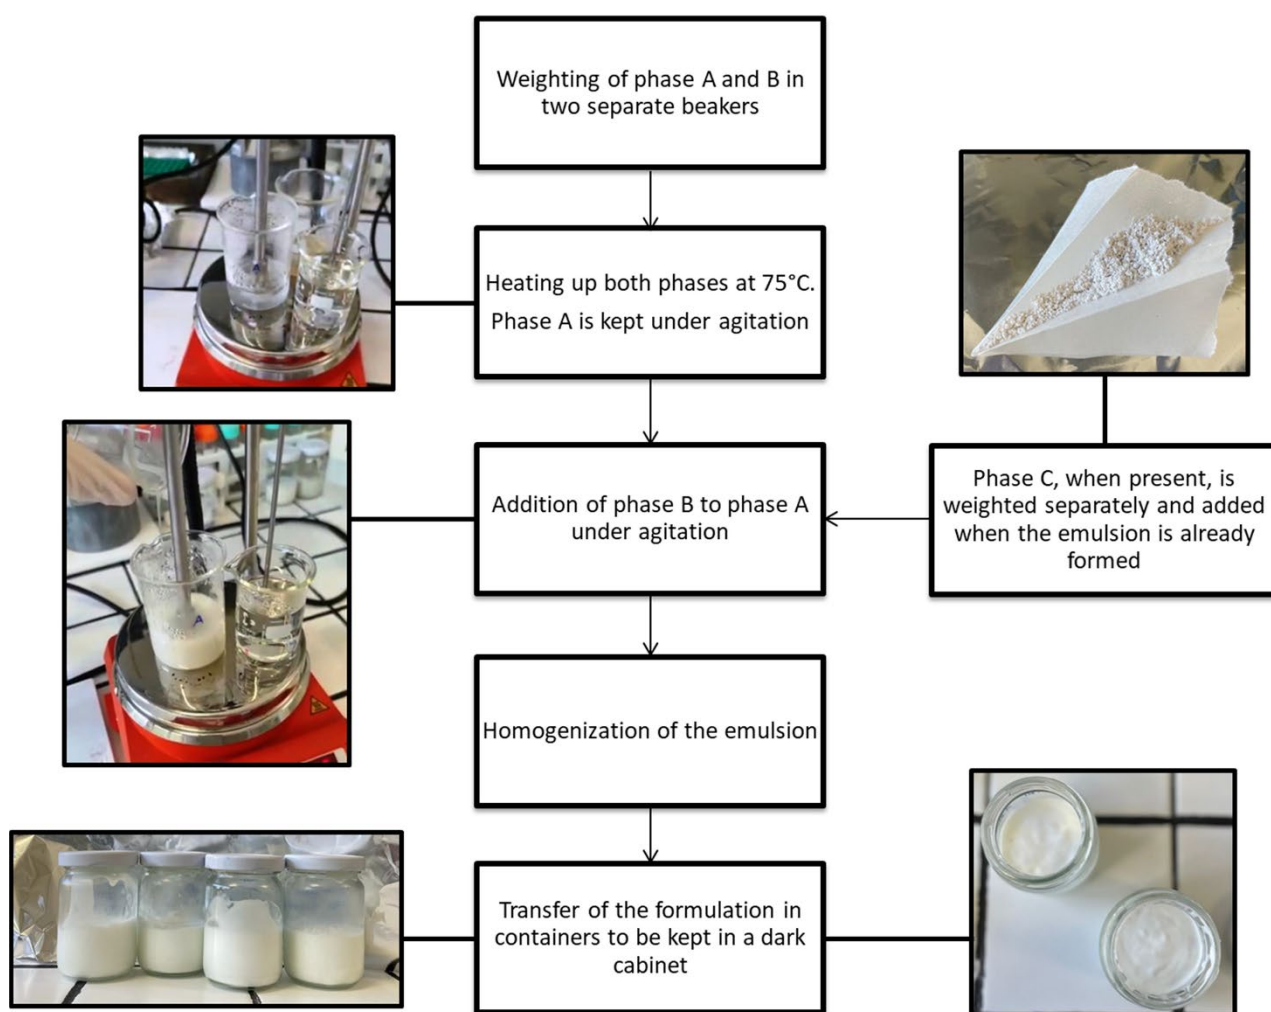 Weighting of phase A and B in
two separate beakers
Heating up both phases at 75°C.
Phase A is kept under agitation
Addition of phase B to phase A
under agitation
Phase C, when present, is
weighted separately and added
when the emulsion is already
formed
Homogenization of the emulsion
Transfer of the formulation in
containers to be kept in a dark
cabinet
A
A